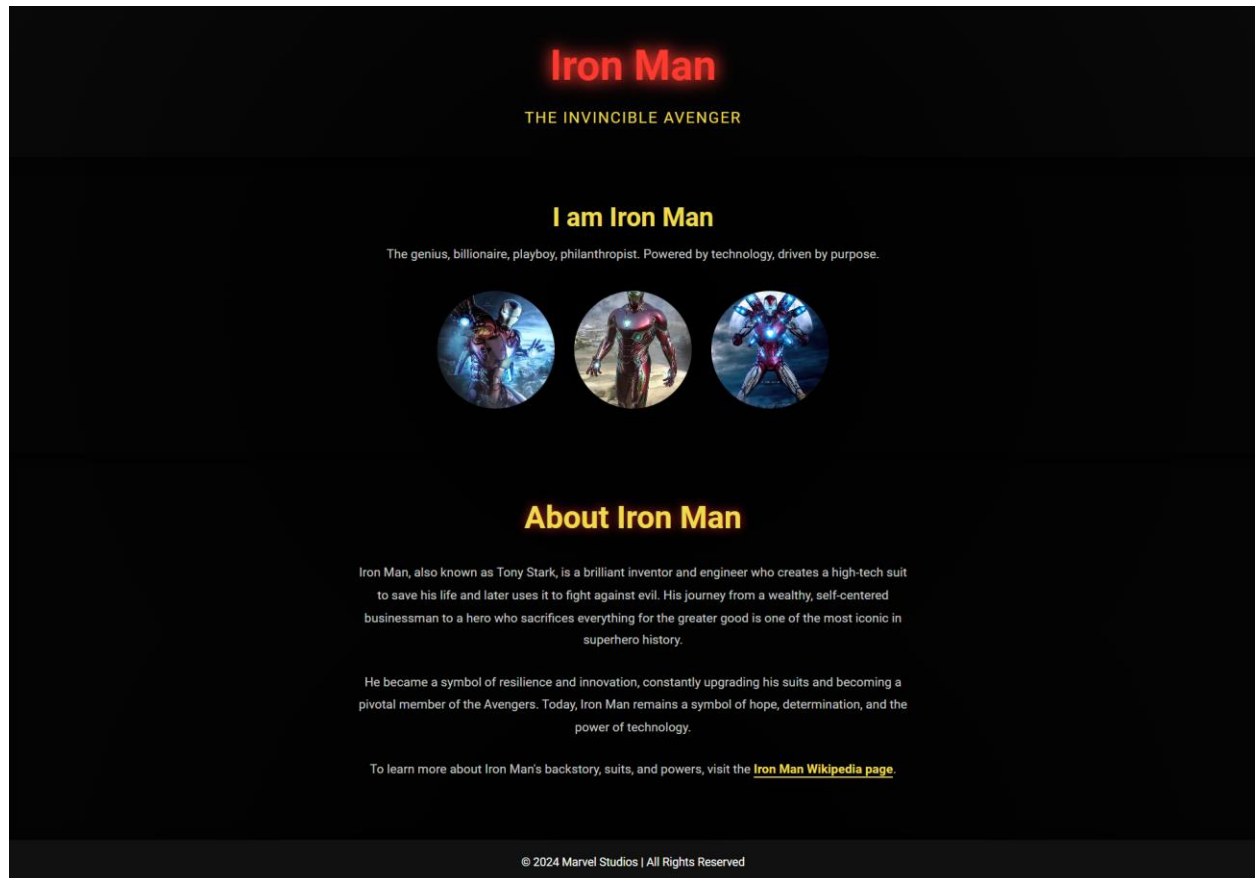 Iron Man
THE INVINCIBLE AVENGER
I am Iron Man
The genius, billionaire, playboy, philanthropist. Powered by technology, driven by purpose.
About Iron Man
Iron Man, also known as Tony Stark, is a brilliant inventor and engineer who creates a high-tech suit
to save his life and later uses it to fight against evil. His journey from a wealthy, self-centered
businessman to a hero who sacrifices everything for the greater good is one of the most iconic in
superhero history.
He became a symbol of resilience and innovation, constantly upgrading his suits and becoming a
pivotal member of the Avengers. Today, Iron Man remains a symbol of hope, determination, and the
power of technology.
To learn more about Iron Man's backstory, suits, and powers, visit the Iron Man Wikipedia page.
© 2024 Marvel Studios | All Rights Reserved